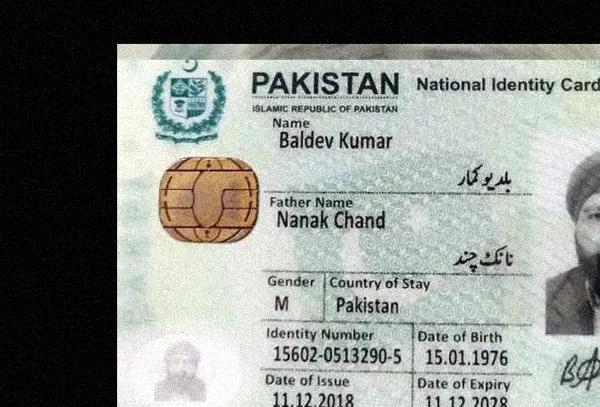 PAKISTAN National Identity Card
ISLAMIC REPUBLIC OF PAKISTAN
Name
Baldev Kumar
بلدیو کمار
Father Name
Nanak Chand
نانک چند
Gender Country of Stay
M Pakistan
Identity Number Date of Birth
15602-0513290-5 15.01.1976
Date of Issue Date of Expiry
11.12.2018 11.12.2028